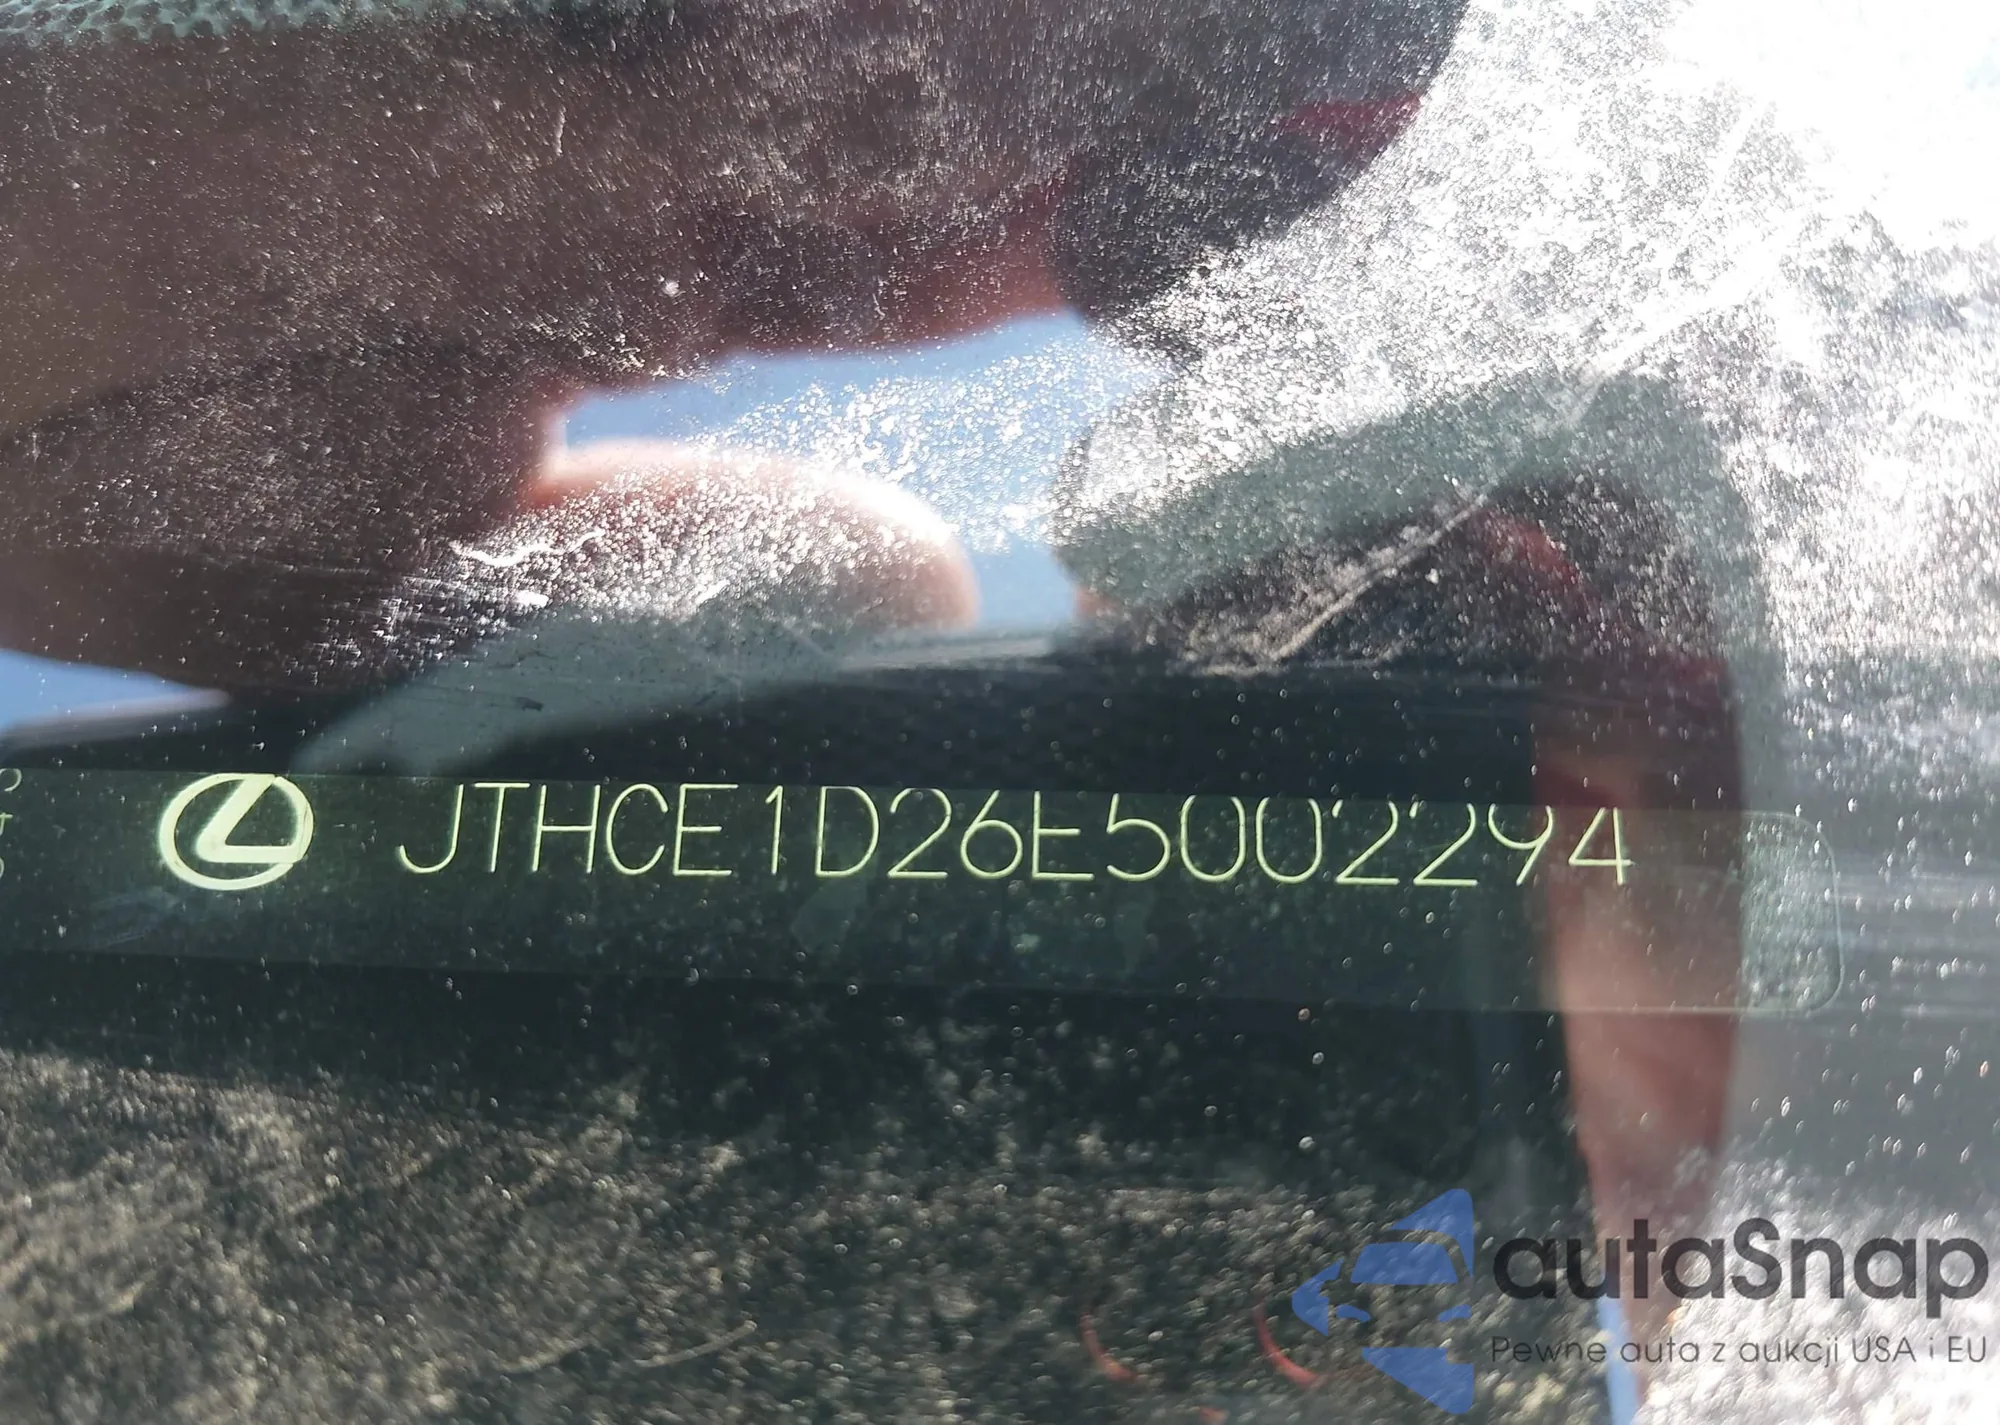 JTHCE1D26E5002294
autaSnap
Pewne auta z aukcji USA i EU